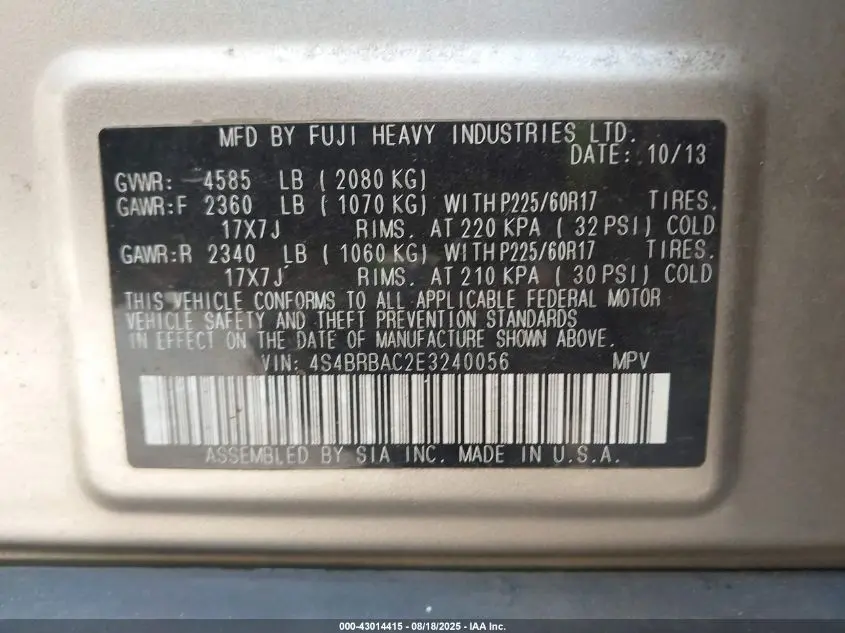 MFD BY FUJI HEAVY INDUSTRIES LTD.
DATE: 10/13
GVWR: 4585 LB ( 2080 KG)
GAWR:F 2360 LB ( 1070 KG) WITH P225/60R17 TIRES.
17X7J RIMS. AT 220 KPA ( 32 PSI) COLD
GAWR:R 2340 LB ( 1060 KG) WITH P225/60R17 TIRES.
17X7J RIMS. AT 210 KPA ( 30 PSI) COLD
THIS VEHICLE CONFORMS TO ALL APPLICABLE FEDERAL MOTOR
VEHICLE SAFETY AND THEFT PREVENTION STANDARDS
IN EFFECT ON THE DATE OF MANUFACTURE SHOWN ABOVE.
VIN: 4S4BRBAC2E3240056 MPV
ASSEMBLED BY SIA INC. MADE IN U.S.A.
000-43014415 - 08/18/2025 - IAA Inc.